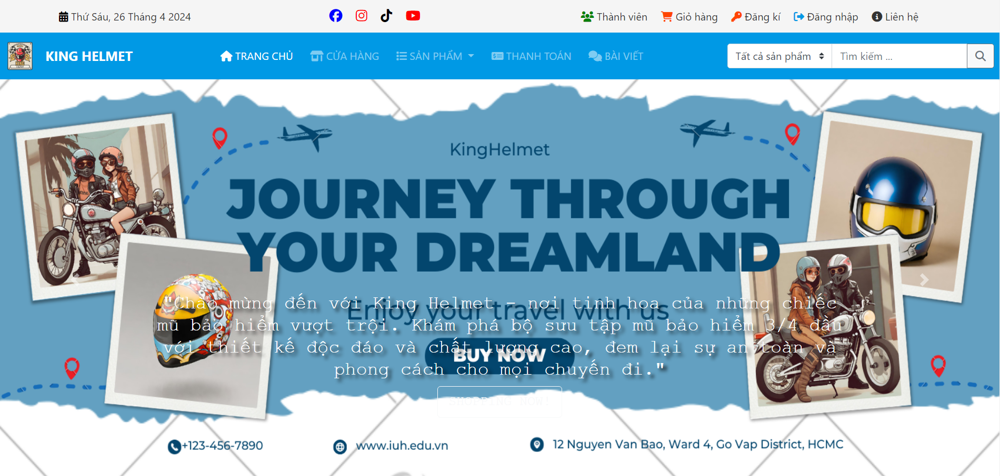 Thứ Sáu, 26 Tháng 4 2024
Thành viên Giỏ hàng Đăng kí Đăng nhập Liên hệ
KING HELMET
TRANG CHỦ CỬA HÀNG SẢN PHẨM THANH TOÁN BÀI VIẾT
Tất cả sản phẩm Tìm kiếm ...
KingHelmet
JOURNEY THROUGH
YOUR DREAMLAND
Enjoy your travel with us
"Chào mừng đến với King Helmet - nơi tinh hoa của những chiếc
mũ bảo hiểm vượt trội. Khám phá bộ sưu tập mũ bảo hiểm 3/4 đầu
với thiết kế độc đáo và chất lượng cao, đem lại sự an toàn và
phong cách cho mọi chuyến đi."
BUY NOW
SHOPPING NOW!
+123-456-7890
www.iuh.edu.vn
12 Nguyen Van Bao, Ward 4, Go Vap District, HCMC